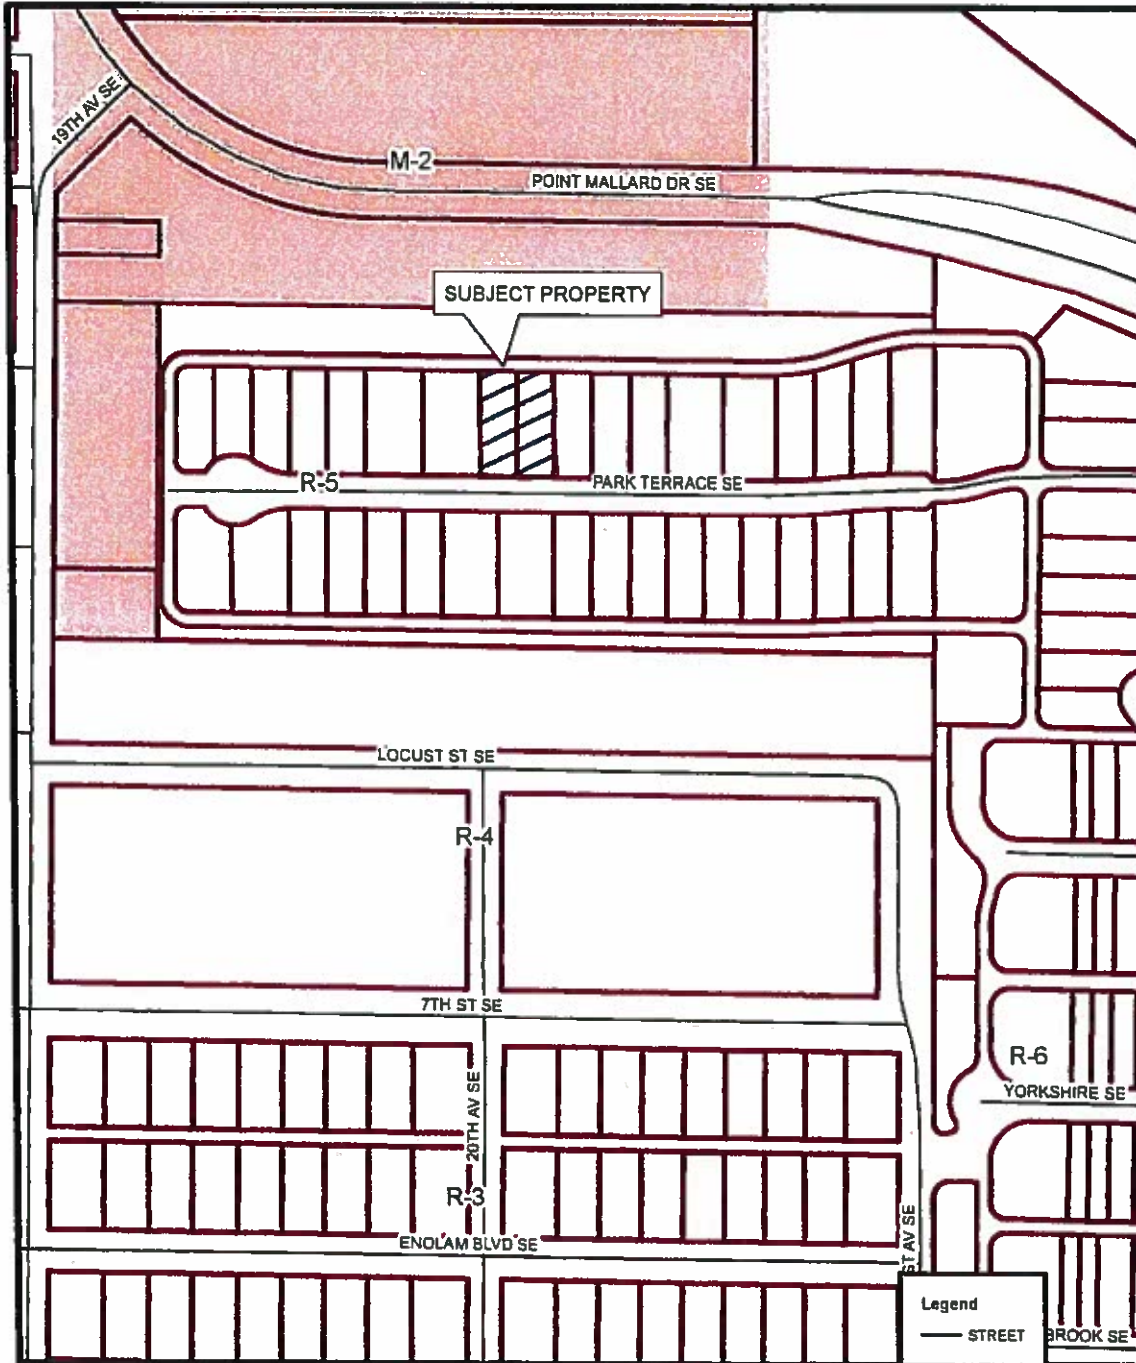 19TH AV SE
M-2
POINT MALLARD DR SE
SUBJECT PROPERTY
R-5
PARK TERRACE SE
LOCUST ST SE
R-4
7TH ST SE
R-6
YORKSHIRE SE
20TH AV SE
R-3
ENOLAM BLVD SE
ST AV SE
Legend
STREET
BROOK SE